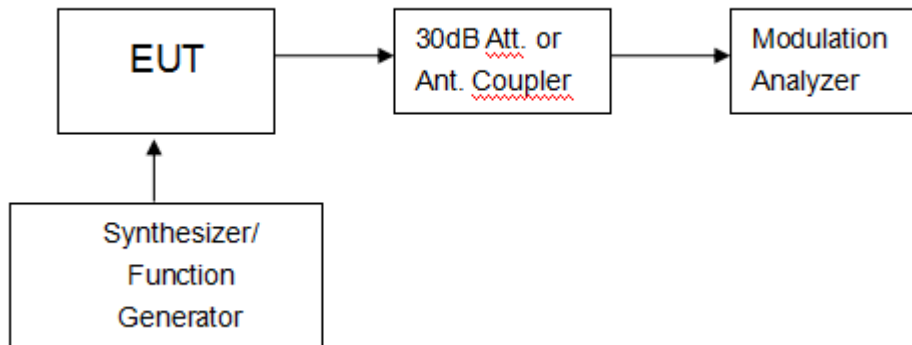 EUT
30dB Att. or
Ant. Coupler
Modulation
Analyzer
Synthesizer/
Function
Generator